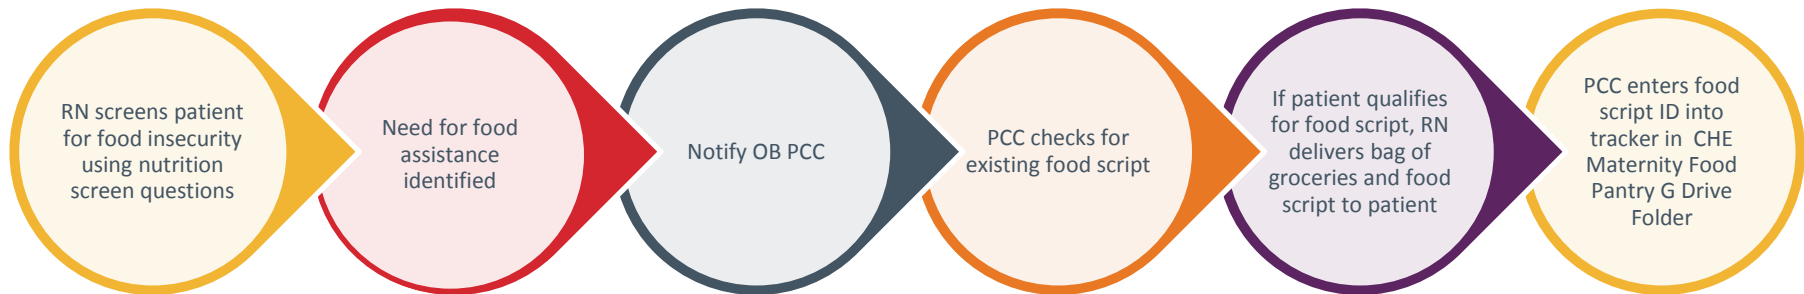 RN screens patient
for food insecurity
using nutrition
screen questions
Need for food
assistance
identified
Notify OB PCC
PCC checks for
existing food script
If patient qualifies
for food script, RN
delivers bag of
groceries and food
script to patient
PCC enters food
script ID into
tracker in  CHE
Maternity Food
Pantry G Drive
Folder